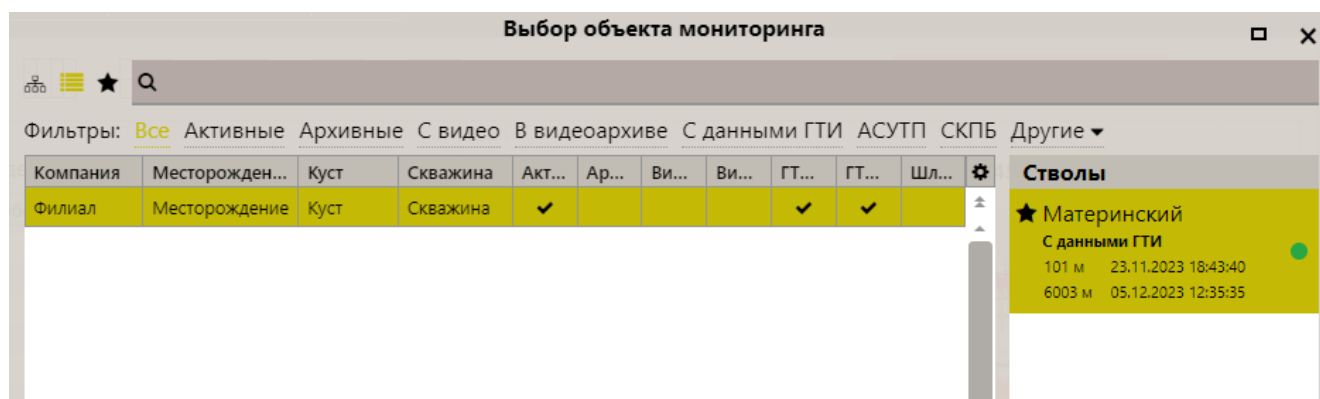 Выбор объекта мониторинга
Фильтры: Все Активные Архивные С видео В видеоархиве С данными ГТИ АСУТП СКПБ Другие
Компания Месторожден... Куст Скважина Акт... Ар... Ви... Ви... ГТ... ГТ... Шл... Стволы
Филиал Месторождение Куст Скважина
Материнский
С данными ГТИ
101 м 23.11.2023 18:43:40
6003 м 05.12.2023 12:35:35